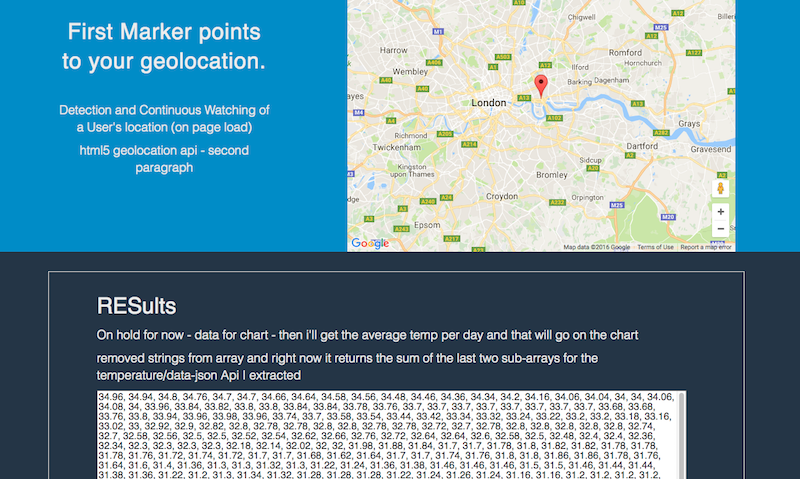 First Marker points
to your geolocation.
Detection and Continuous Watching of
a User's location (on page load)
html5 geolocation api - second
paragraph
Chigwell
M1
Harrow
A503
Romford
A406
A12
Hornchurch
Wembley
Ilford
Barking
Dagenham
A40
London
A13
A102
Grays
A205
Richmond
Dartford
Gravesend
Twickenham
A214
Sidcup
A2
Kingston
upon Thames
Bromley
M3
A240
A23
Orpington
Croydon
M25
M20
Epsom
A243
A217
A22
Google
Map data ©2016 Google
Terms of Use
Report a map error
RESults
On hold for now - data for chart - then i'll get the average temp per day and that will go on the chart
removed strings from array and right now it returns the sum of the last two sub-arrays for the
temperature/data-json Api I extracted
34.96, 34.94, 34.8, 34.76, 34.7, 34.7, 34.66, 34.64, 34.58, 34.56, 34.48, 34.46, 34.36, 34.34, 34.2, 34.16, 34.06, 34.04, 34, 34, 34.06,
34.08, 34, 33.96, 33.84, 33.82, 33.8, 33.8, 33.84, 33.84, 33.78, 33.76, 33.7, 33.7, 33.7, 33.7, 33.7, 33.7, 33.7, 33.7, 33.68, 33.68,
33.76, 33.8, 33.94, 33.96, 33.98, 33.96, 33.74, 33.7, 33.58, 33.54, 33.44, 33.42, 33.34, 33.32, 33.24, 33.22, 33.2, 33.2, 33.18, 33.16,
33.02, 33, 32.92, 32.9, 32.82, 32.8, 32.78, 32.78, 32.8, 32.8, 32.78, 32.78, 32.72, 32.7, 32.78, 32.8, 32.8, 32.8, 32.8, 32.8, 32.74,
32.7, 32.58, 32.56, 32.5, 32.5, 32.52, 32.54, 32.62, 32.66, 32.76, 32.72, 32.64, 32.64, 32.6, 32.58, 32.5, 32.48, 32.4, 32.4, 32.36,
32.34, 32.3, 32.3, 32.3, 32.3, 32.18, 32.14, 32.02, 32, 32, 31.98, 31.88, 31.84, 31.7, 31.7, 31.78, 31.8, 31.82, 31.82, 31.78, 31.78,
31.78, 31.76, 31.72, 31.74, 31.72, 31.7, 31.7, 31.68, 31.62, 31.64, 31.7, 31.7, 31.74, 31.76, 31.8, 31.8, 31.86, 31.86, 31.78, 31.76,
31.64, 31.6, 31.4, 31.36, 31.3, 31.3, 31.32, 31.3, 31.22, 31.24, 31.36, 31.38, 31.46, 31.46, 31.46, 31.5, 31.5, 31.46, 31.44, 31.44,
31.38, 31.36, 31.22, 31.2, 31.3, 31.34, 31.32, 31.28, 31.28, 31.28, 31.22, 31.24, 31.26, 31.24, 31.16, 31.16, 31.2, 31.2, 31.2, 31.2,